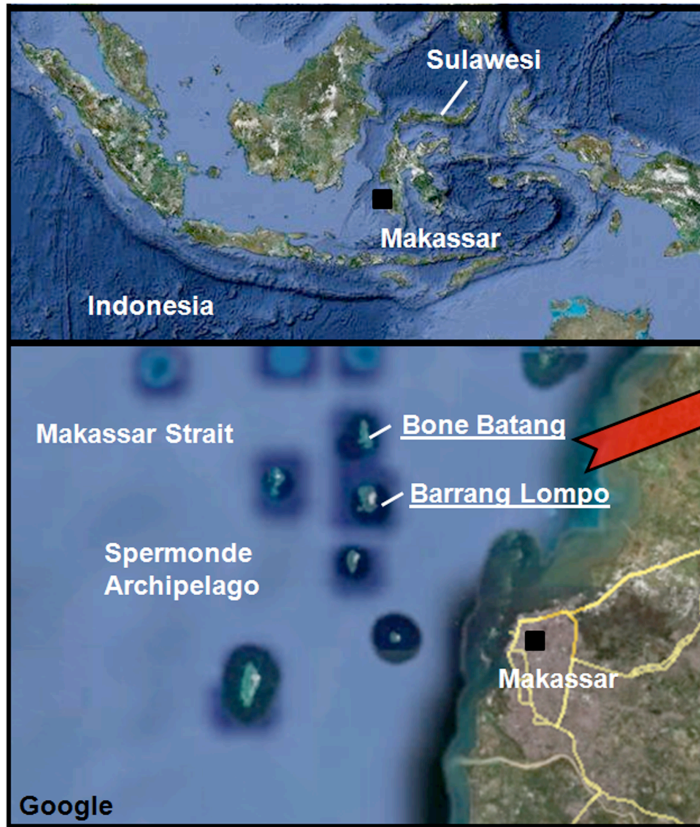 Sulawesi
Makassar
Indonesia
Makassar Strait
Bone Batang
Barrang Lompo
Spermonde
Archipelago
Makassar
Google